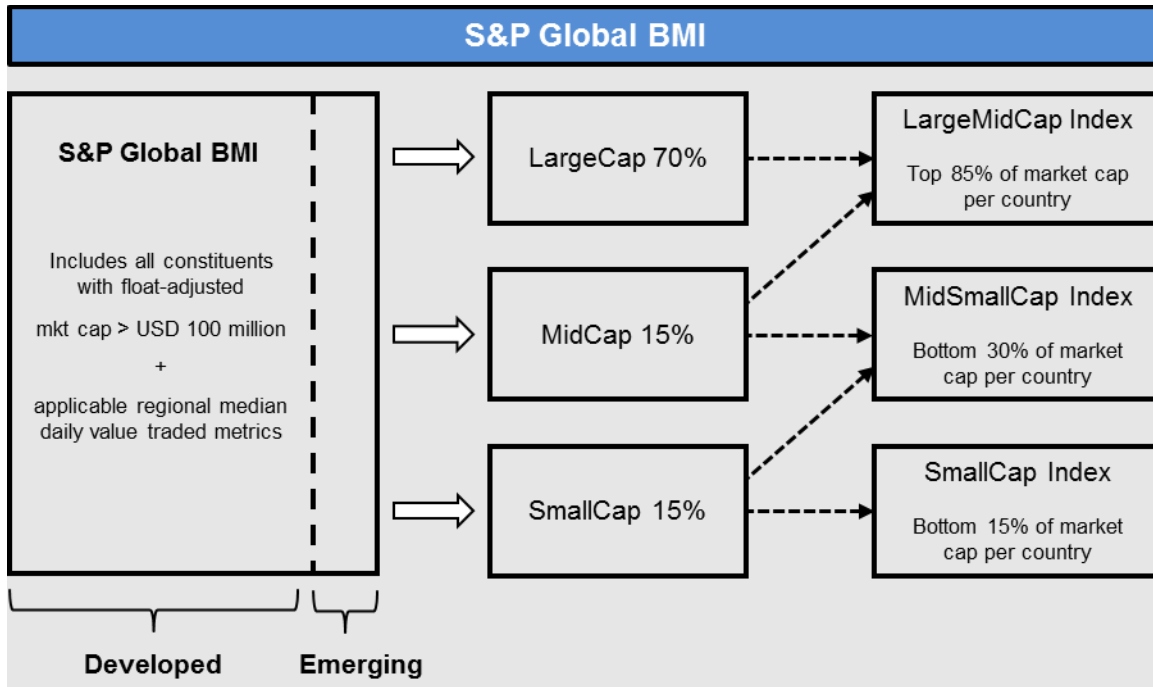 S&P Global BMI
S&P Global BMI
Includes all constituents
with float-adjusted
mkt cap > USD 100 million
+
applicable regional median
daily value traded metrics
Developed
Emerging
LargeCap 70%
MidCap 15%
SmallCap 15%
LargeMidCap Index
Top 85% of market cap
per country
MidSmallCap Index
Bottom 30% of market
cap per country
SmallCap Index
Bottom 15% of market
cap per country